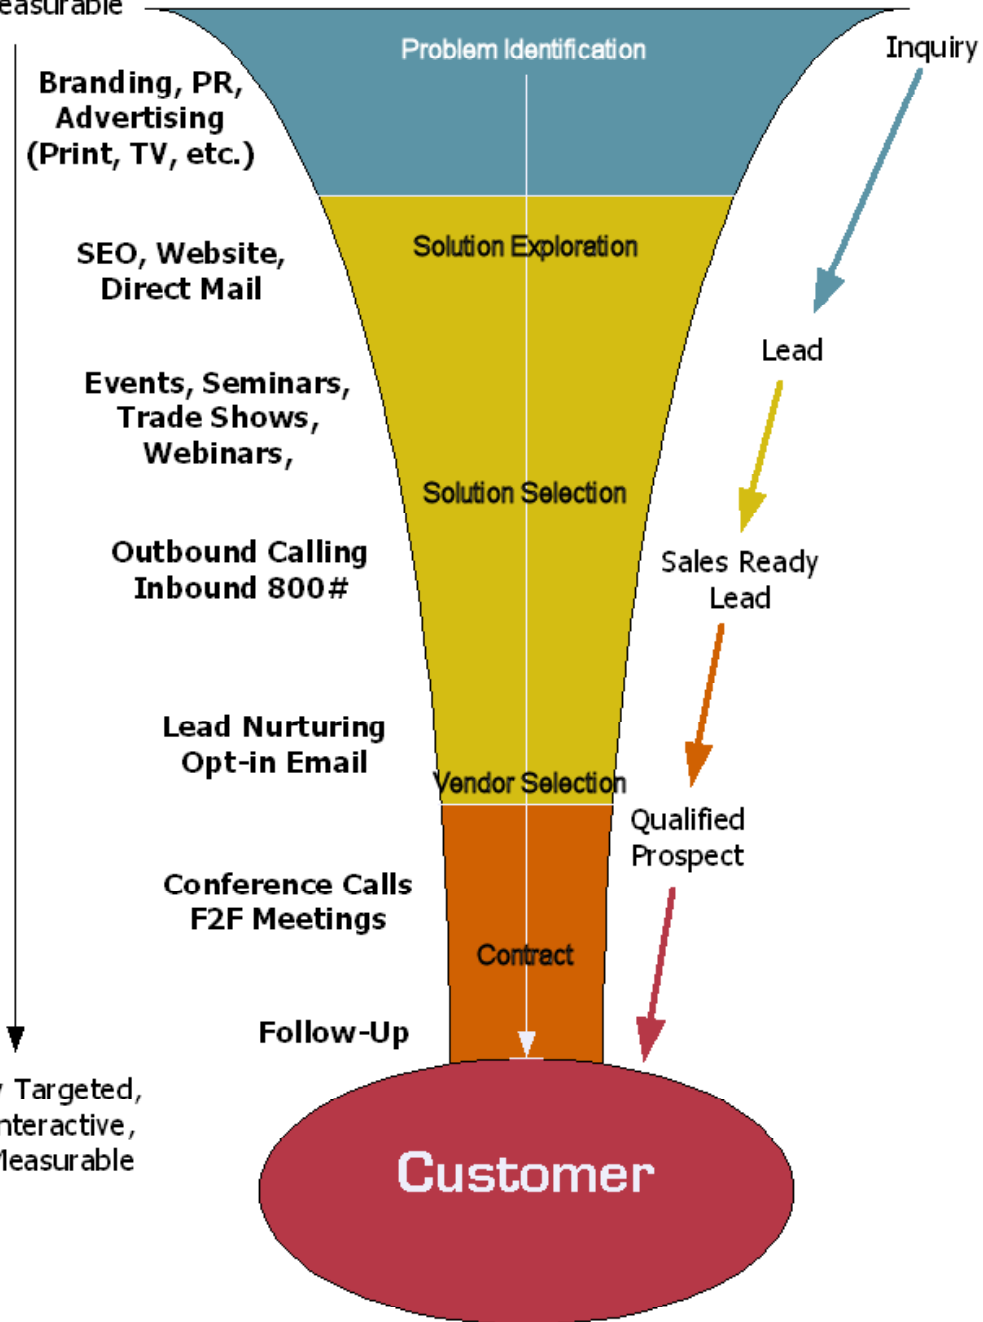 Problem Identification
Inquiry
Branding, PR,
Advertising
(Print, TV, etc.)
SEO, Website,
Direct Mail
Solution Exploration
Lead
Events, Seminars,
Trade Shows,
Webinars,
Solution Selection
Outbound Calling
Inbound 800#
Sales Ready
Lead
Lead Nurturing
Opt-in Email
Vendor Selection
Qualified
Prospect
Conference Calls
F2F Meetings
Contract
Follow-Up
Targeted,
Customer